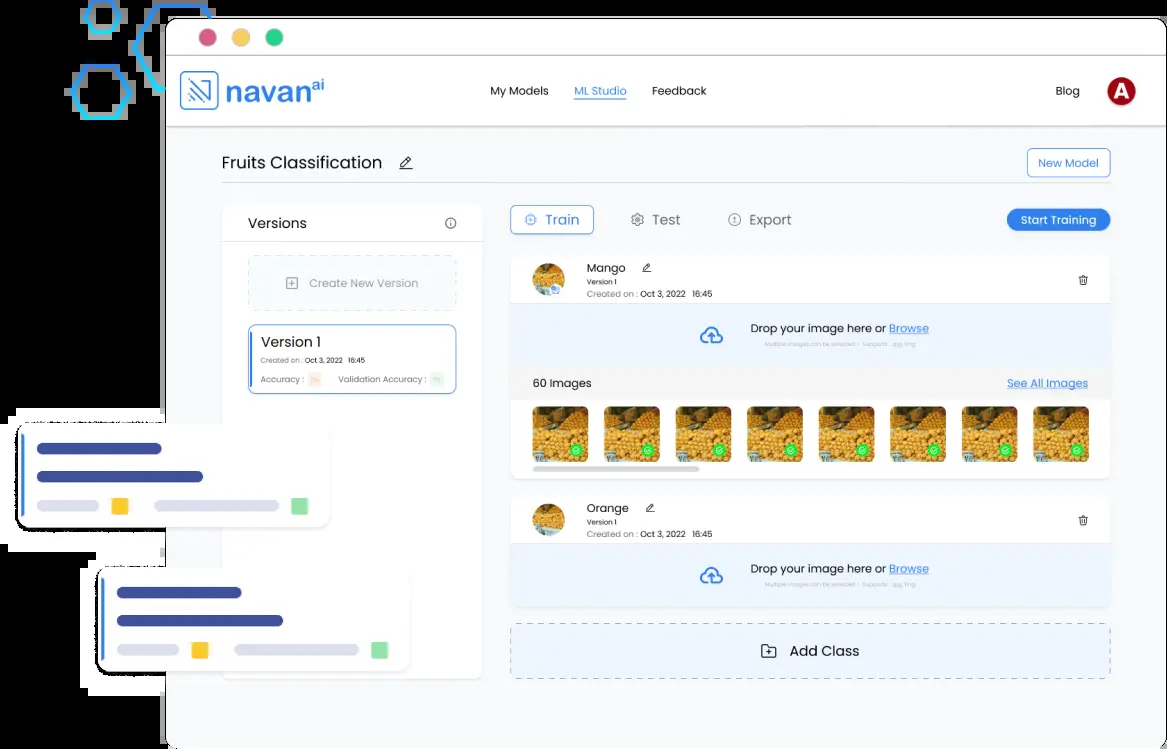 navan ai
My Models
ML Studio
Feedback
Blog
A
Fruits Classification
New Model
Versions
Create New Version
Version 1
Created on : Oct 3, 2022 16:45
Accuracy :
Validation Accuracy :
Train
Test
Export
Start Training
Mango
Version 1
Created on : Oct 3, 2022 16:45
Drop your image here or Browse
Multiple images can be selected | Supports : jpg, Png
60 Images
See All Images
Orange
Version 1
Created on : Oct 3, 2022 16:45
Drop your image here or Browse
Multiple images can be selected | Supports : jpg, Png
Add Class